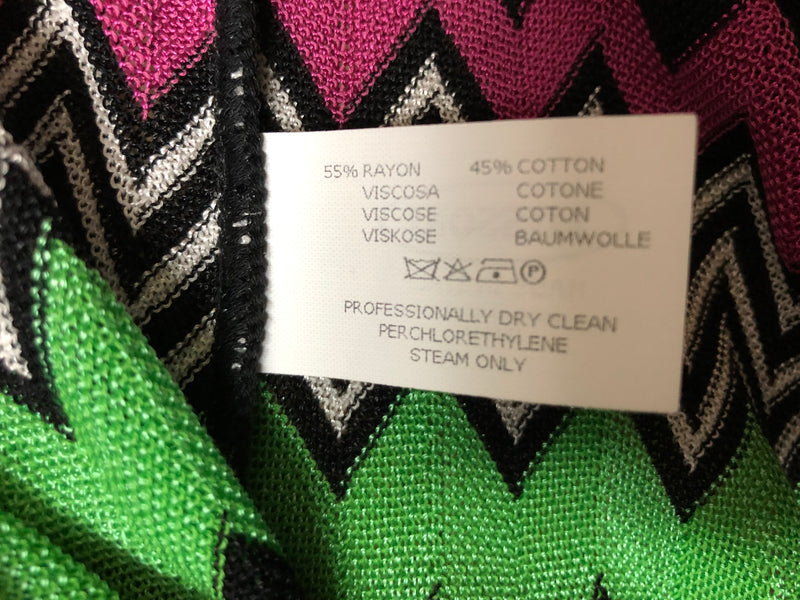 55% RAYON 45% COTTON
VISCOSA COTONE
VISCOSE COTON
VISKOSE BAUMWOLLE
P
PROFESSIONALLY DRY CLEAN
PERCHLORETHYLENE
STEAM ONLY